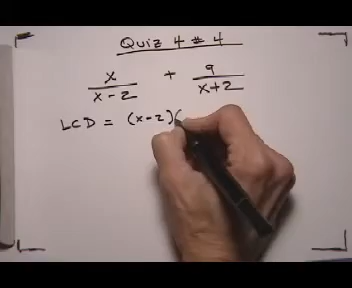 Quiz 4 # 4
x/(x-2) + 9/(x+2)
LCD = (x-2)(